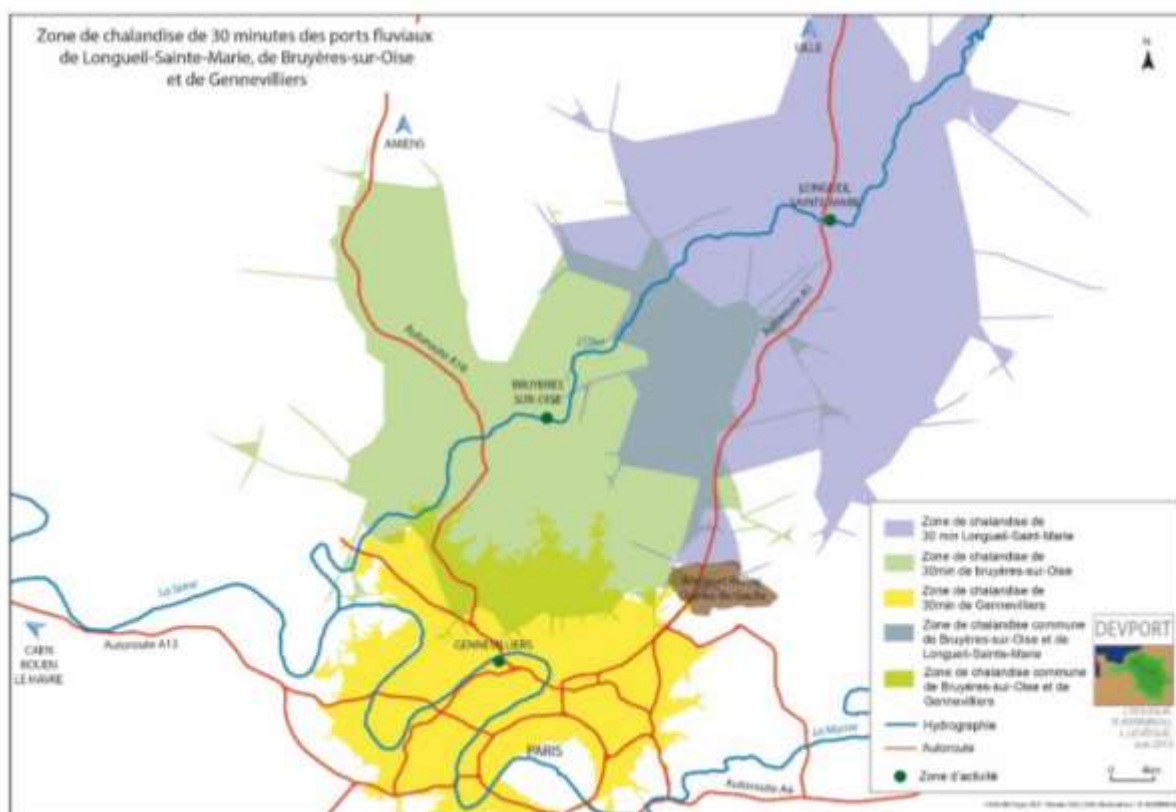 Zone de chalandise de 30 minutes des ports fluviaux
de Longueil-Sainte-Marie, de Bruyères-sur-Oise
et de Gennevilliers
N
LILLE
AMIENS
LONGUEIL
SAINTE-MARIE
Autoroute A1
Autoroute A16
L'Oise
BRUYERES
SUR-OISE
La Seine
Autoroute A13
CAEN
ROUEN
LE HAVRE
GENNEVILLIERS
PARIS
La Marne
Autoroute A4
Zone de chalandise de
30 min Longueil-Saint-Marie
Zone de chalandise de
30min de bruyères-sur-Oise
Zone de chalandise de
30min de Gennevilliers
Zone de chalandise commune
de Bruyères-sur-Oise et de
Longueil-Sainte-Marie
Zone de chalandise commune
de Bruyères-sur-Oise et de
Gennevilliers
Hydrographie
Autoroute
Zone d'activité
DEVPORT
0 4km